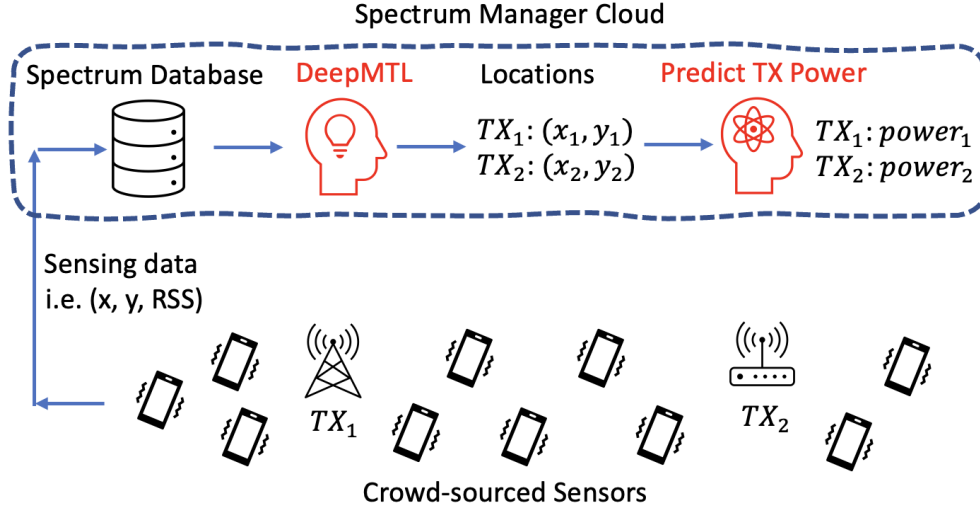 Spectrum Manager Cloud
Spectrum Database
DeepMTL
Locations
Predict TX Power
TX₁: (x₁, y₁)
TX₂: (x₂, y₂)
TX₁: power₁
TX₂: power₂
Sensing data
i.e. (x, y, RSS)
TX₁
TX₂
Crowd-sourced Sensors